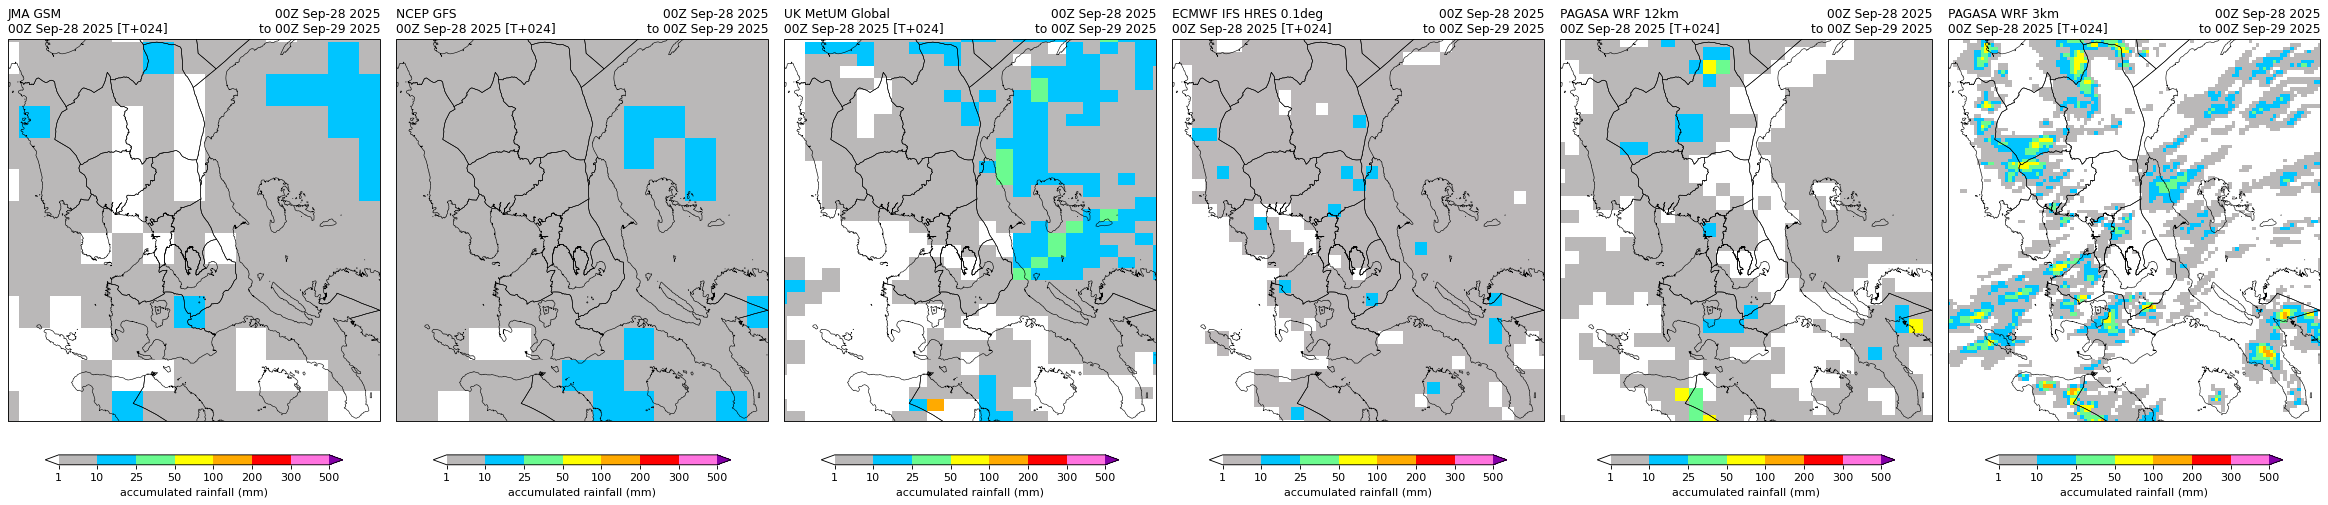 JMA GSM 00Z Sep-28 2025
00Z Sep-28 2025 [T+024] to 00Z Sep-29 2025
NCEP GFS 00Z Sep-28 2025
00Z Sep-28 2025 [T+024] to 00Z Sep-29 2025
UK MetUM Global 00Z Sep-28 2025
00Z Sep-28 2025 [T+024] to 00Z Sep-29 2025
ECMWF IFS HRES 0.1deg 00Z Sep-28 2025
00Z Sep-28 2025 [T+024] to 00Z Sep-29 2025
PAGASA WRF 12km 00Z Sep-28 2025
00Z Sep-28 2025 [T+024] to 00Z Sep-29 2025
PAGASA WRF 3km 00Z Sep-28 2025
00Z Sep-28 2025 [T+024] to 00Z Sep-29 2025
1 10 25 50 100 200 300 500
accumulated rainfall (mm)
1 10 25 50 100 200 300 500
accumulated rainfall (mm)
1 10 25 50 100 200 300 500
accumulated rainfall (mm)
1 10 25 50 100 200 300 500
accumulated rainfall (mm)
1 10 25 50 100 200 300 500
accumulated rainfall (mm)
1 10 25 50 100 200 300 500
accumulated rainfall (mm)